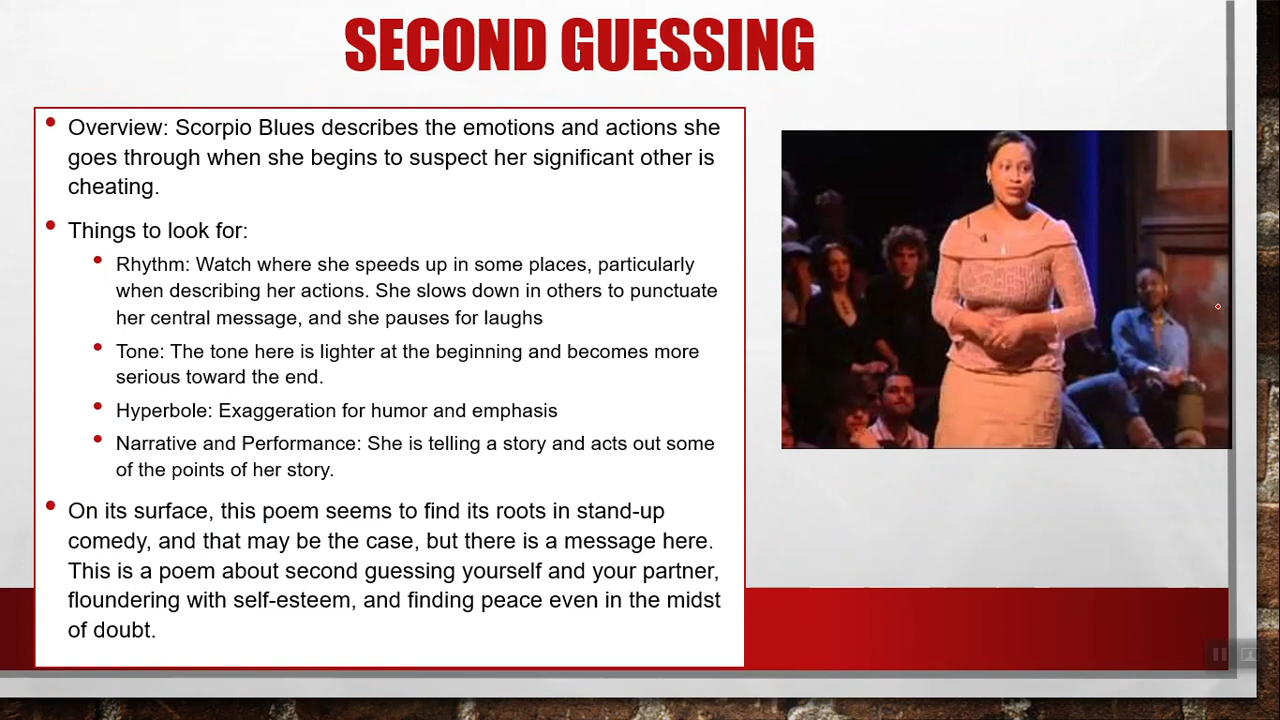 SECOND GUESSING
Overview: Scorpio Blues describes the emotions and actions she
goes through when she begins to suspect her significant other is
cheating.
Things to look for:
Rhythm: Watch where she speeds up in some places, particularly
when describing her actions. She slows down in others to punctuate
her central message, and she pauses for laughs
Tone: The tone here is lighter at the beginning and becomes more
serious toward the end.
Hyperbole: Exaggeration for humor and emphasis
Narrative and Performance: She is telling a story and acts out some
of the points of her story.
On its surface, this poem seems to find its roots in stand-up
comedy, and that may be the case, but there is a message here.
This is a poem about second guessing yourself and your partner,
floundering with self-esteem, and finding peace even in the midst
of doubt.